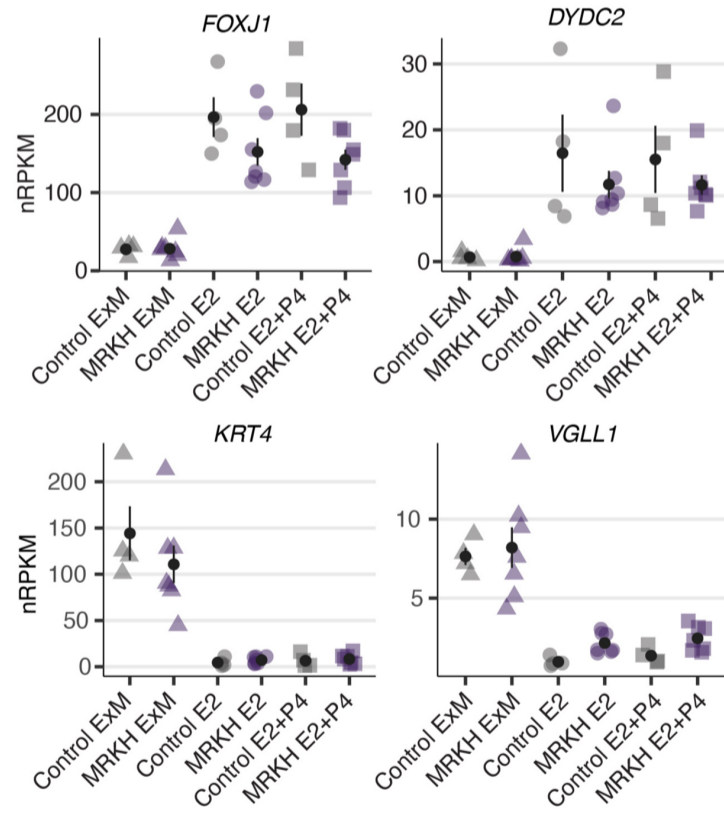 FOXJ1
DYDC2
nRPKM
200
100
0
30
20
10
0
Control ExM
MRKH ExM
Control E2
MRKH E2
Control E2+P4
MRKH E2+P4
Control ExM
MRKH ExM
Control E2
MRKH E2
Control E2+P4
MRKH E2+P4
KRT4
VGLL1
nRPKM
200
150
100
50
0
10
5
Control ExM
MRKH ExM
Control E2
MRKH E2
Control E2+P4
MRKH E2+P4
Control ExM
MRKH ExM
Control E2
MRKH E2
Control E2+P4
MRKH E2+P4